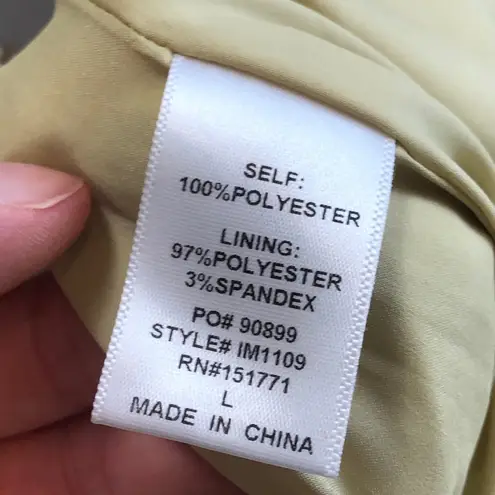 SELF:
100%POLYESTER
LINING:
97%POLYESTER
3%SPANDEX
PO# 90899
STYLE# IM1109
RN#151771
L
MADE IN CHINA